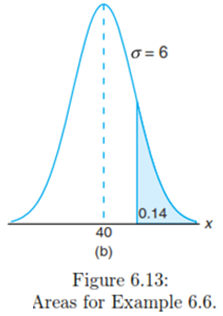 σ = 6
0.14
x
40
(b)
Figure 6.13:
Areas for Example 6.6.